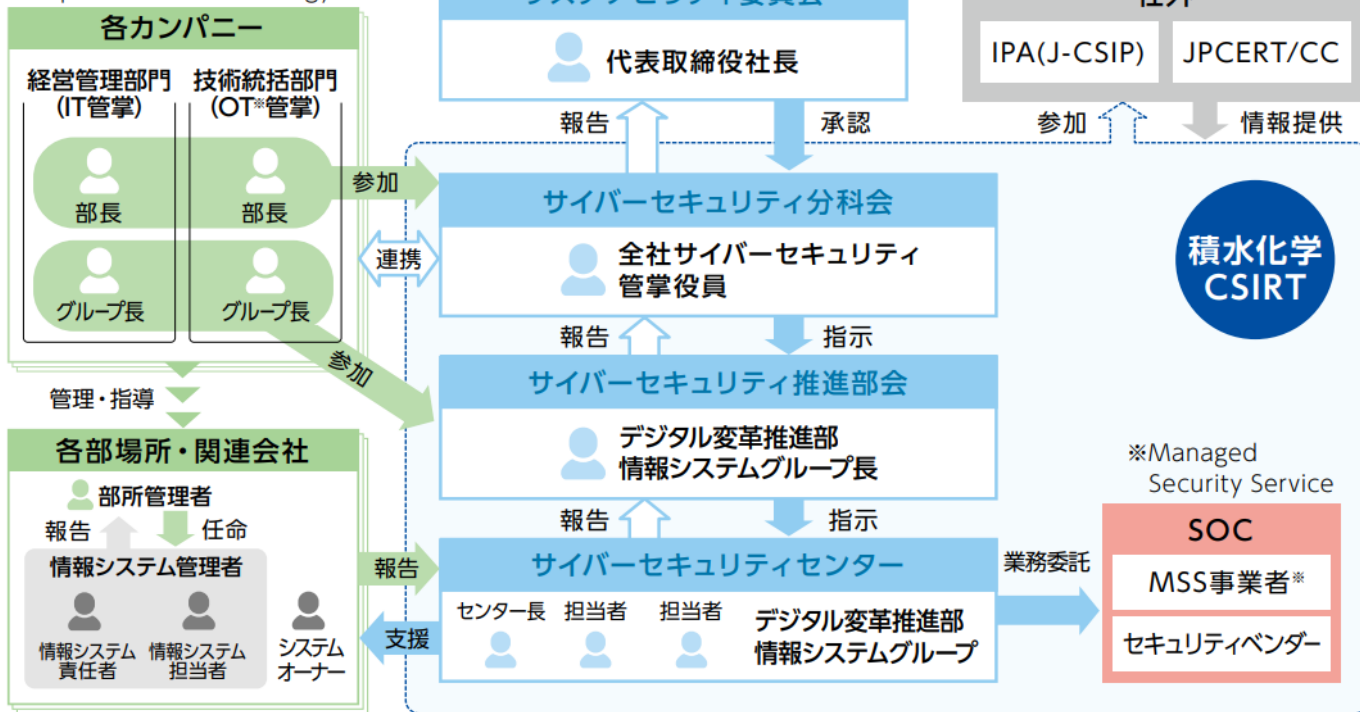 各カンパニー
経営管理部門
(IT管掌)
技術統括部門
(OT※管掌)
部長
部長
グループ長
グループ長
参加
連携
参加
管理・指導
各部場所・関連会社
部所管理者
報告
任命
情報システム管理者
情報システム
責任者
情報システム
担当者
システム
オーナー
報告
支援
代表取締役社長
報告
承認
サイバーセキュリティ分科会
全社サイバーセキュリティ
管掌役員
報告
指示
サイバーセキュリティ推進部会
デジタル変革推進部
情報システムグループ長
報告
指示
サイバーセキュリティセンター
センター長
担当者
担当者
デジタル変革推進部
情報システムグループ
業務委託
IPA(J-CSIP)
JPCERT/CC
参加
情報提供
積水化学
CSIRT
※Managed
Security Service
SOC
MSS事業者※
セキュリティベンダー